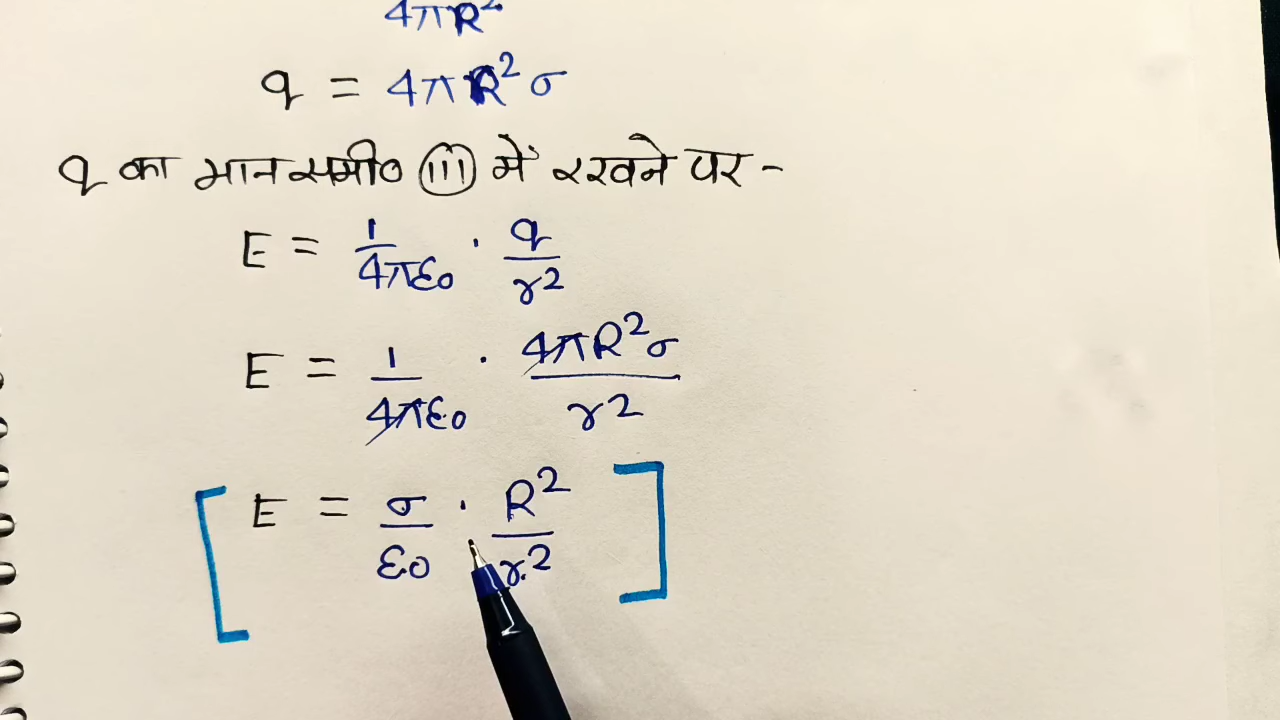 4πR²
q = 4πR²σ
q का मान समी० (iii) में रखने पर -
E = 1/4πε₀ · q/r²
E = 1/4πε₀ · 4πR²σ/r²
[E = σ/ε₀ · R²/r²]